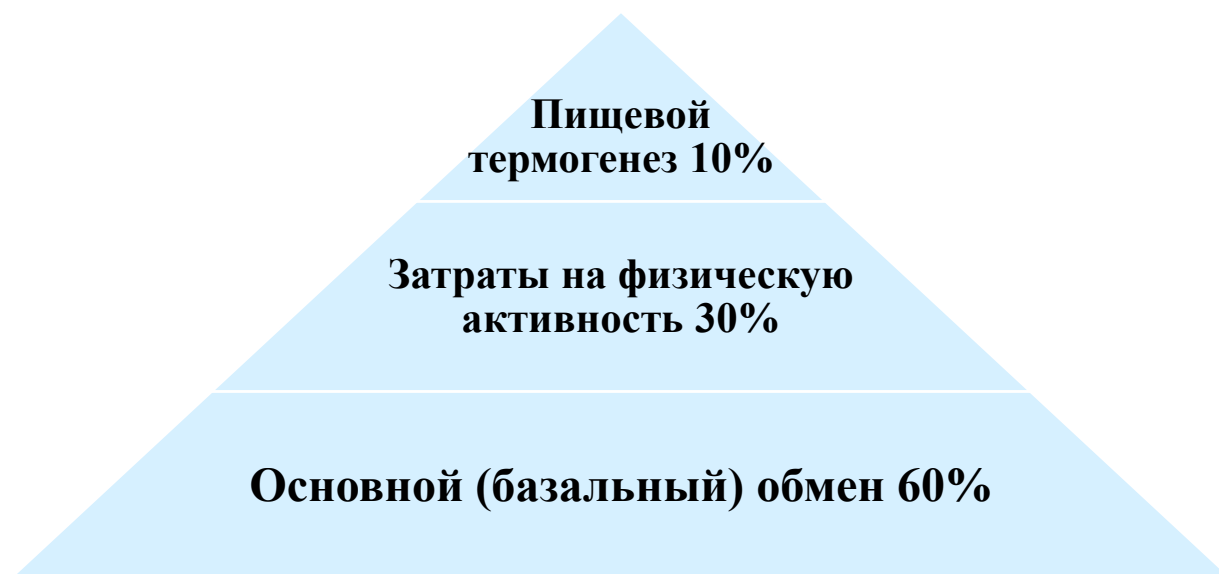 Пищевой
термогенез 10%
Затраты на физическую
активность 30%
Основной (базальный) обмен 60%